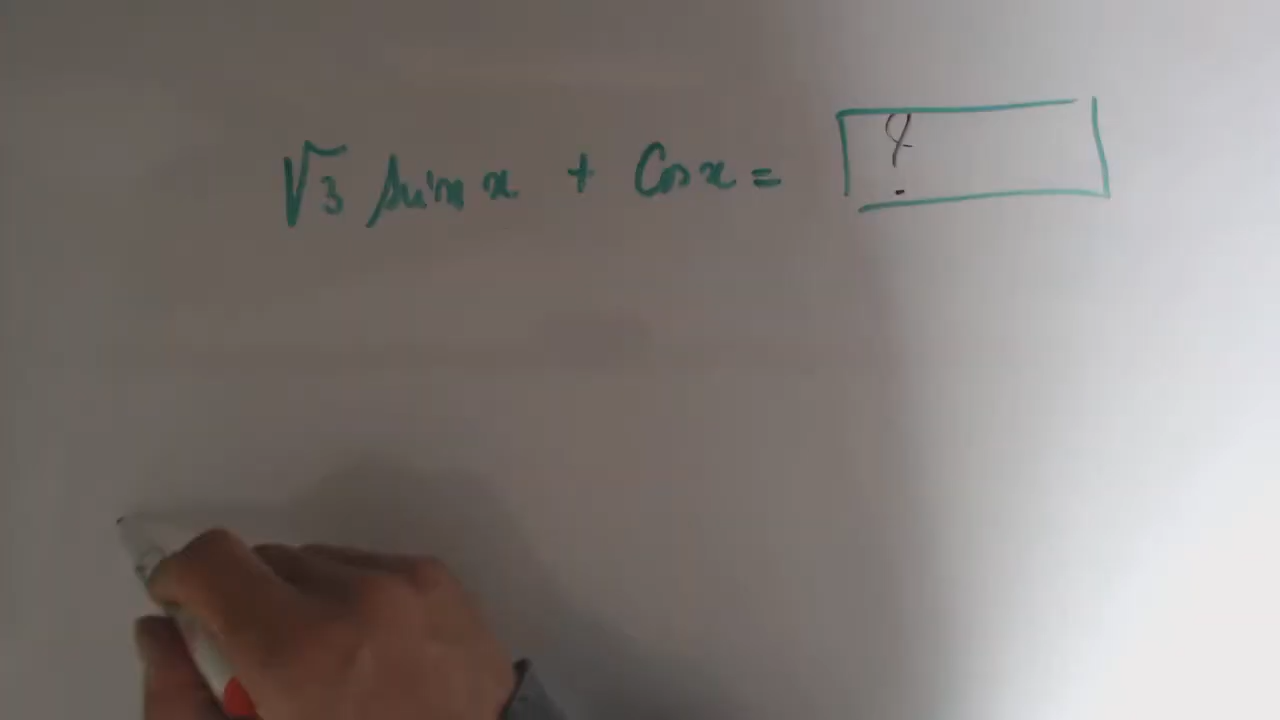 √3 sin x + Cos x = ?